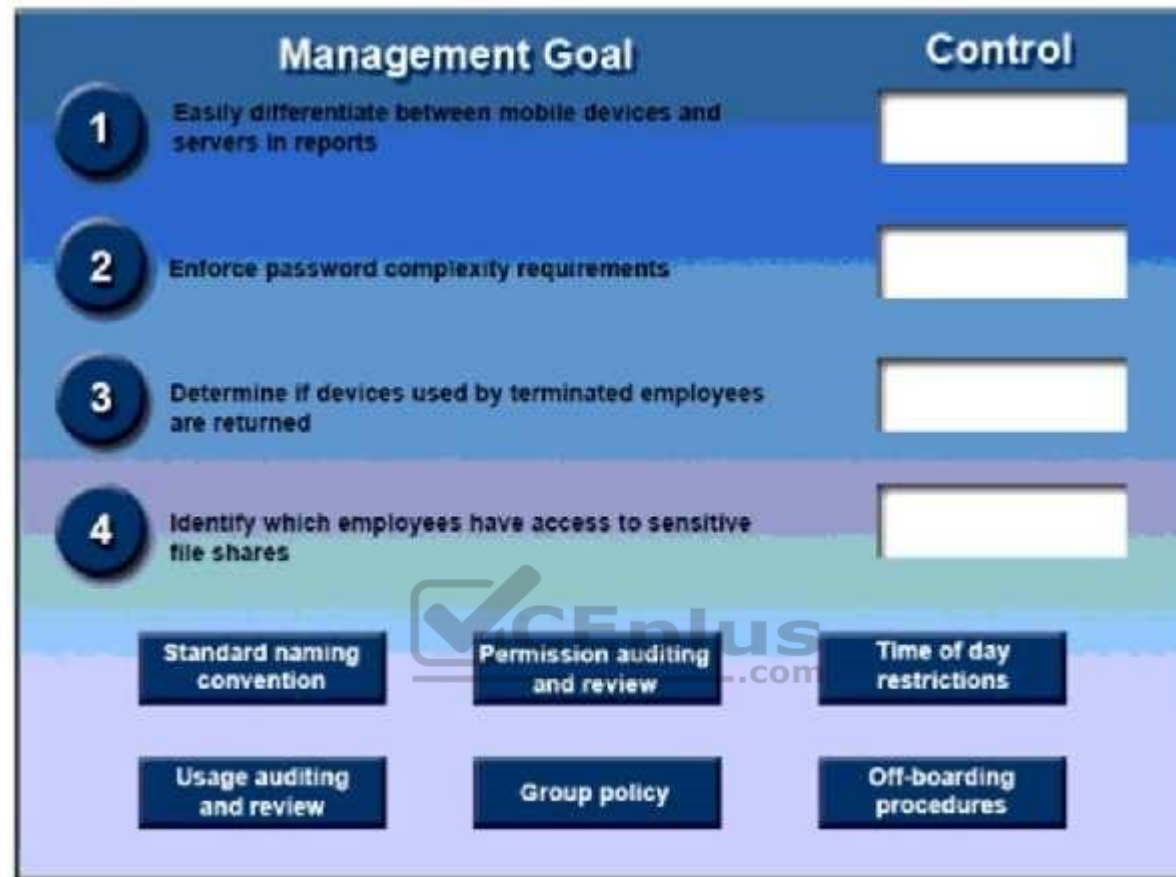 Management Goal
Control
1
Easily differentiate between mobile devices and
servers in reports
2
Enforce password complexity requirements
3
Determine if devices used by terminated employees
are returned
4
Identify which employees have access to sensitive
file shares
Standard naming
convention
Permission auditing
and review
Time of day
restrictions
CEplus
.com
Usage auditing
and review
Group policy
Off-boarding
procedures